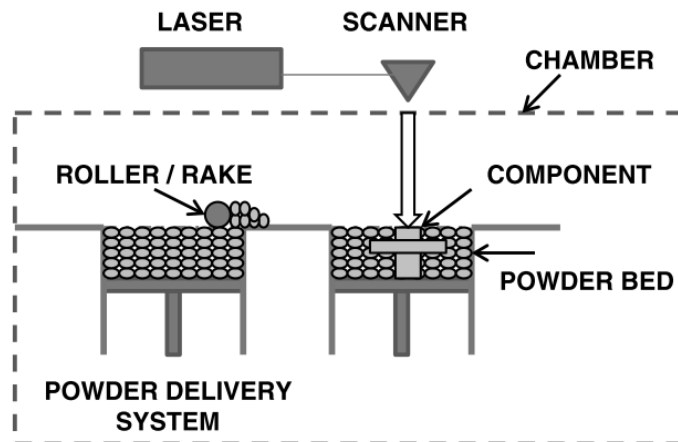 LASER
SCANNER
CHAMBER
ROLLER / RAKE
COMPONENT
POWDER BED
POWDER DELIVERY
SYSTEM